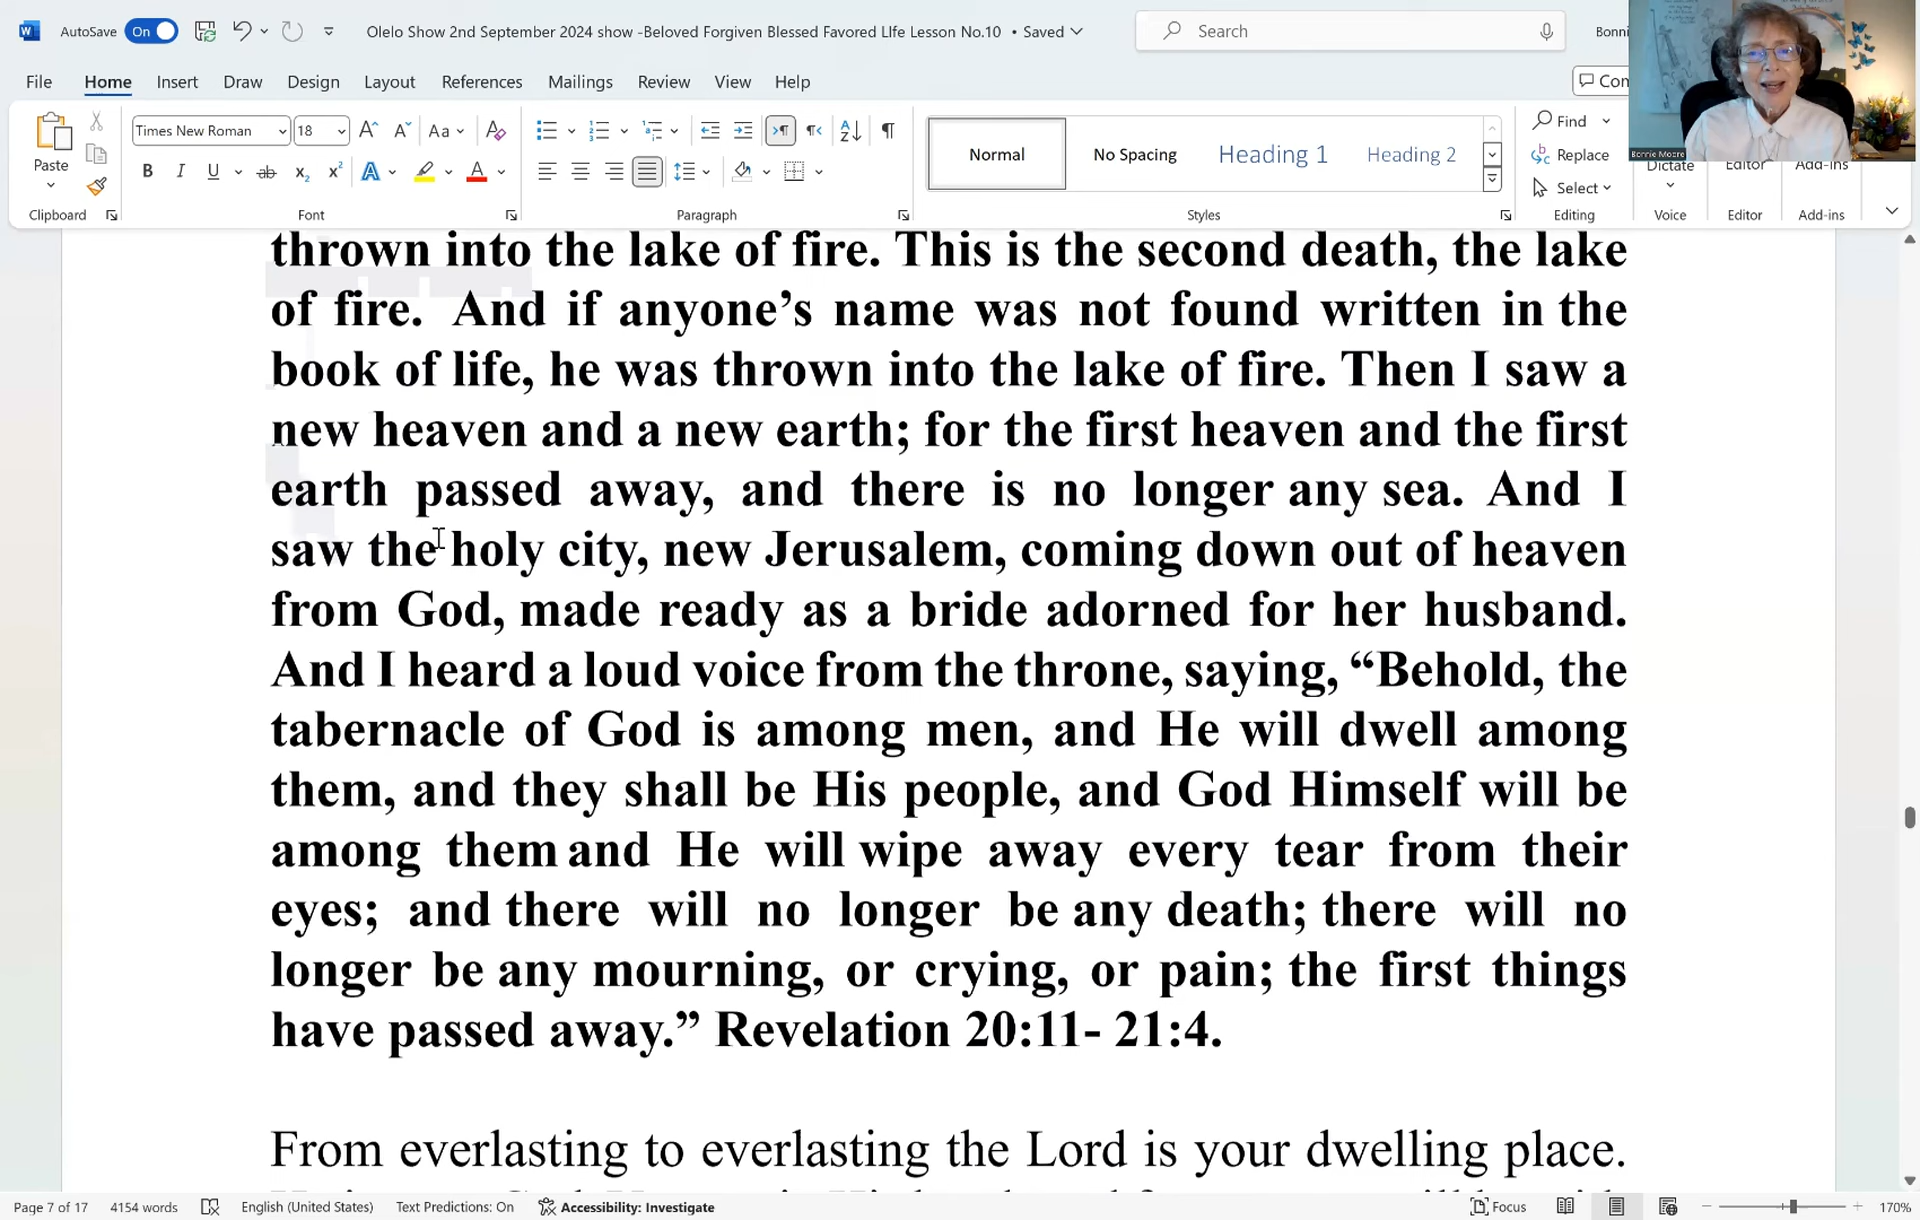 AutoSave On Olelo Show 2nd September 2024 show -Beloved Forgiven Blessed Favored LIfe Lesson No.10 • Saved Search Bonni
File Home Insert Draw Design Layout References Mailings Review View Help Com
Bonnie Moore
Times New Roman 18 Aa
Paste
Normal No Spacing Heading 1 Heading 2
Find
Replace
Select
Dictate Editor Add-ins
Clipboard Font Paragraph Styles Editing Voice Editor Add-ins
thrown into the lake of fire. This is the second death, the lake
of fire. And if anyone’s name was not found written in the
book of life, he was thrown into the lake of fire. Then I saw a
new heaven and a new earth; for the first heaven and the first
earth passed away, and there is no longer any sea. And I
saw the holy city, new Jerusalem, coming down out of heaven
from God, made ready as a bride adorned for her husband.
And I heard a loud voice from the throne, saying, “Behold, the
tabernacle of God is among men, and He will dwell among
them, and they shall be His people, and God Himself will be
among them and He will wipe away every tear from their
eyes; and there will no longer be any death; there will no
longer be any mourning, or crying, or pain; the first things
have passed away.” Revelation 20:11- 21:4.
From everlasting to everlasting the Lord is your dwelling place.
Page 7 of 17 4154 words English (United States) Text Predictions: On Accessibility: Investigate Focus 170%